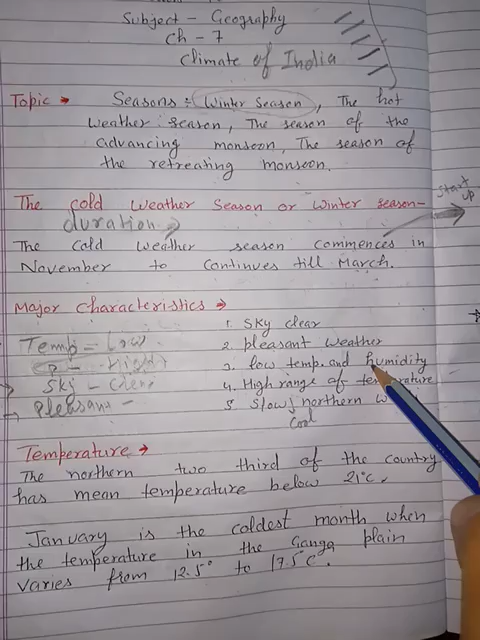 Subject - Geography
Ch - 7
Climate of India
Topic → Seasons : Winter Season, The hot
weather season, The season of the
advancing monsoon, The season of
the retreating monsoon.
The cold weather Season or Winter season-
duration
Start up
The cold weather season commences in
November to continues till March.
Major Characteristics →
1. Sky clear
Temp - Low
2. pleasant weather
- High
3. low temp. and humidity
Sky - Clear
4. High range of temperature
Pleasant -
5. Slow northern
Cool
Temperature →
The northern two third of the country
has mean temperature below 21°C.
January is the coldest month when
the temperature in the Ganga plain
varies from 12.5° to 17.5°C.